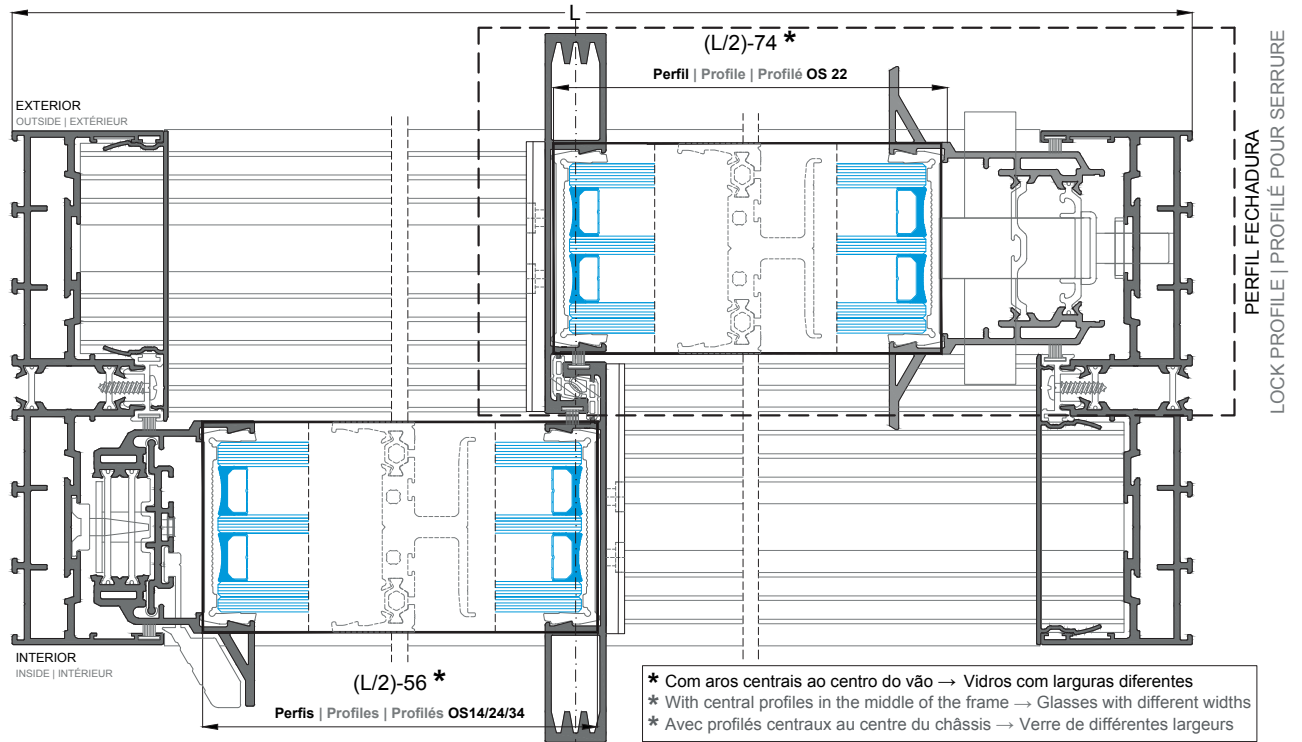 L
(L/2)-74 *
Perfil | Profile | Profilé OS 22
EXTERIOR
OUTSIDE | EXTÉRIEUR
PERFIL FECHADURA
LOCK PROFILE | PROFILÉ POUR SERRURE
INTERIOR
INSIDE | INTÉRIEUR
(L/2)-56 *
Perfis | Profiles | Profilés OS14/24/34
* Com aros centrais ao centro do vão → Vidros com larguras diferentes
* With central profiles in the middle of the frame → Glasses with different widths
* Avec profilés centraux au centre du châssis → Verre de différentes largeurs